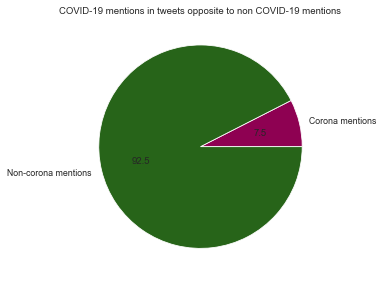 COVID-19 mentions in tweets opposite to non COVID-19 mentions
Corona mentions
7.5
92.5
Non-corona mentions